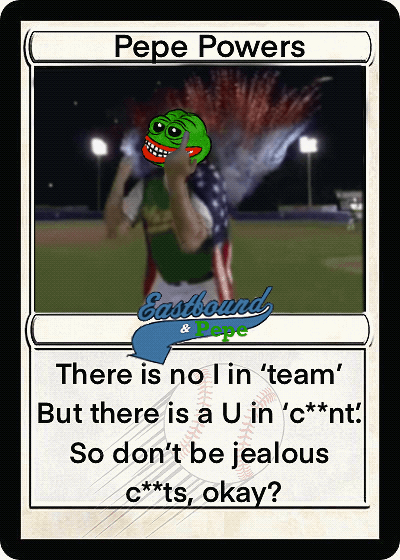 Pepe Powers
Eastbound
& Pepe
There is no I in ‘team’
But there is a U in ‘c**nt’.
So don’t be jealous
c**ts, okay?